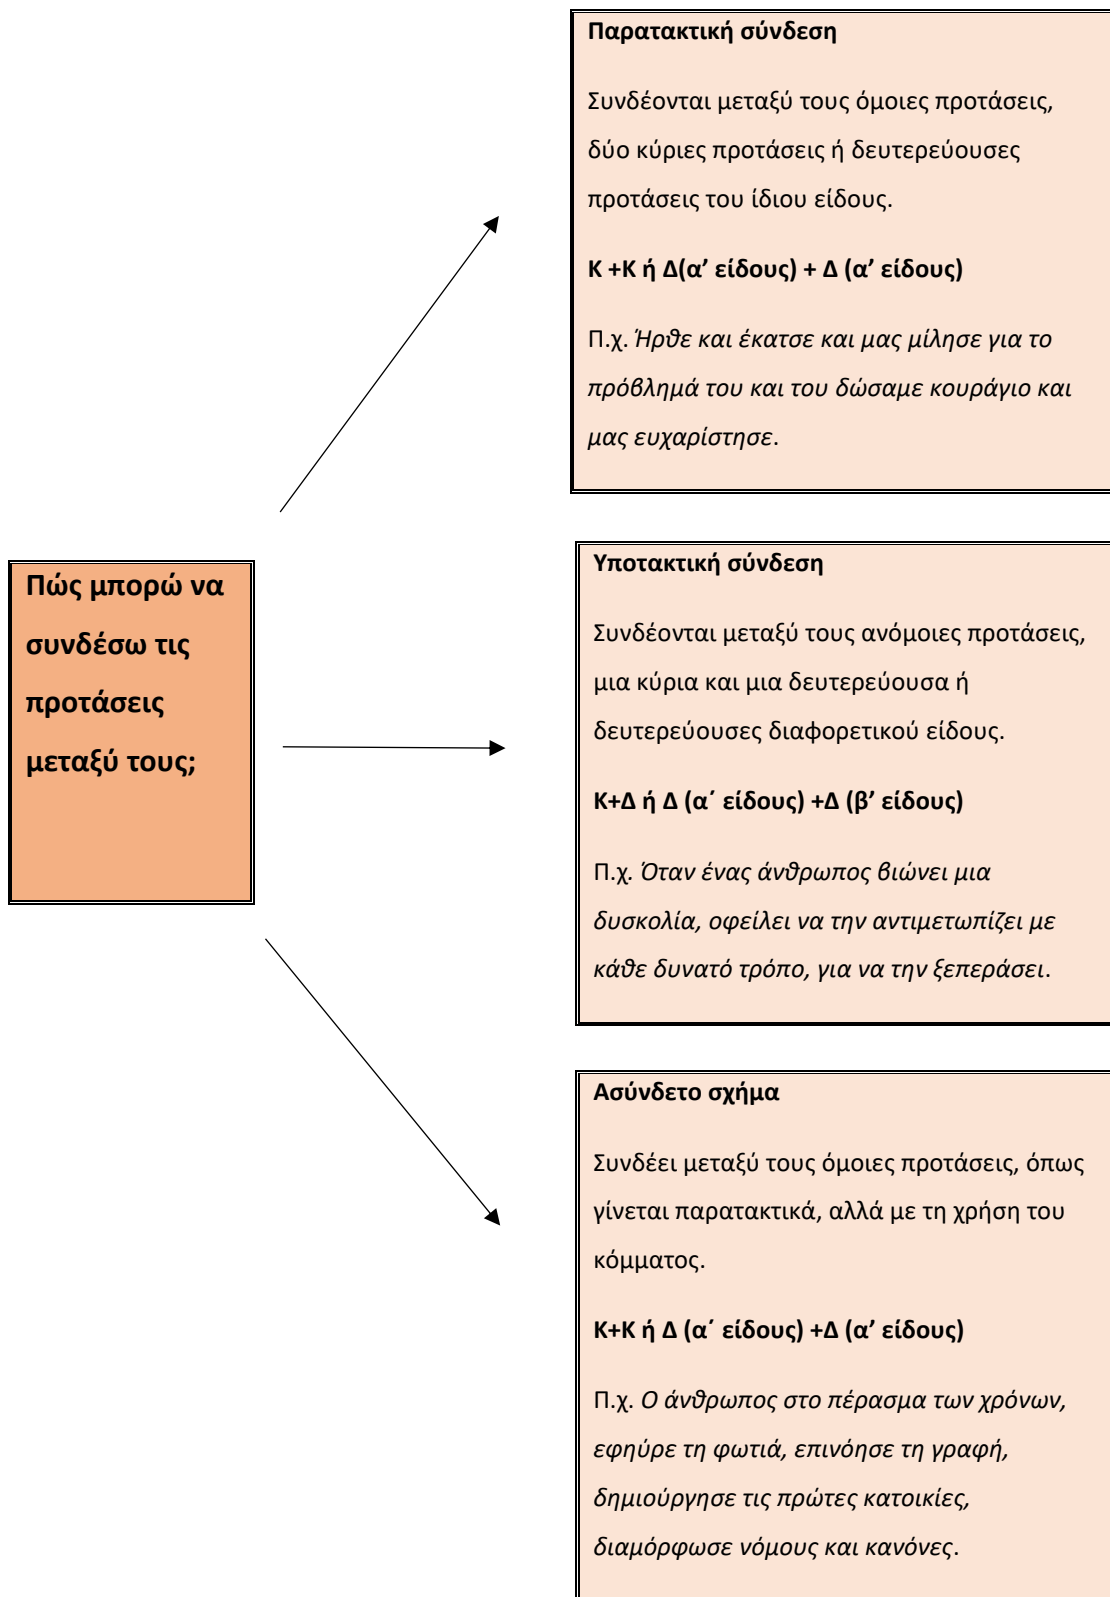 Παρατακτική σύνδεση
Συνδέονται μεταξύ τους όμοιες προτάσεις,
δύο κύριες προτάσεις ή δευτερεύουσες
προτάσεις του ίδιου είδους.
Κ +Κ ή Δ(α’ είδους) + Δ (α’ είδους)
Π.χ. Ήρθε και έκατσε και μας μίλησε για το
πρόβλημά του και του δώσαμε κουράγιο και
μας ευχαρίστησε.
Πώς μπορώ να
συνδέσω τις
προτάσεις
μεταξύ τους;
Υποτακτική σύνδεση
Συνδέονται μεταξύ τους ανόμοιες προτάσεις,
μια κύρια και μια δευτερεύουσα ή
δευτερεύουσες διαφορετικού είδους.
Κ+Δ ή Δ (α΄ είδους) +Δ (β’ είδους)
Π.χ. Όταν ένας άνθρωπος βιώνει μια
δυσκολία, οφείλει να την αντιμετωπίζει με
κάθε δυνατό τρόπο, για να την ξεπεράσει.
Ασύνδετο σχήμα
Συνδέει μεταξύ τους όμοιες προτάσεις, όπως
γίνεται παρατακτικά, αλλά με τη χρήση του
κόμματος.
Κ+Κ ή Δ (α΄ είδους) +Δ (α’ είδους)
Π.χ. Ο άνθρωπος στο πέρασμα των χρόνων,
εφηύρε τη φωτιά, επινόησε τη γραφή,
δημιούργησε τις πρώτες κατοικίες,
διαμόρφωσε νόμους και κανόνες.